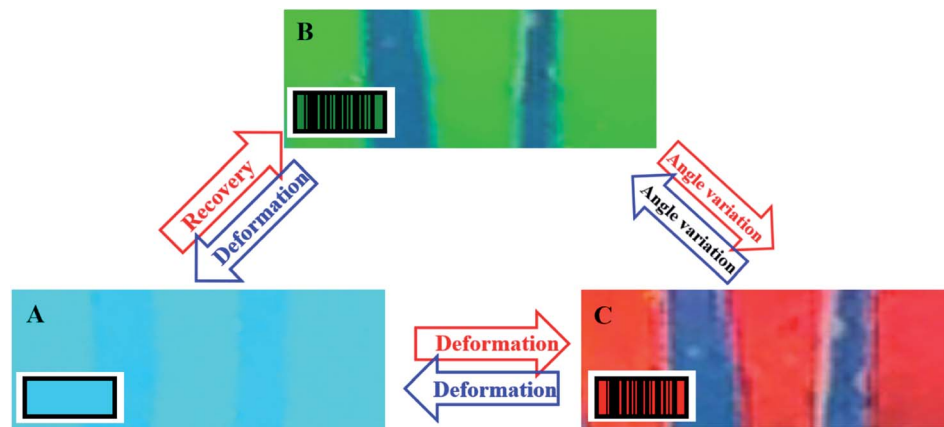 B
Recovery
Deformation
Angle variation
Angle variation
A
Deformation
Deformation
C